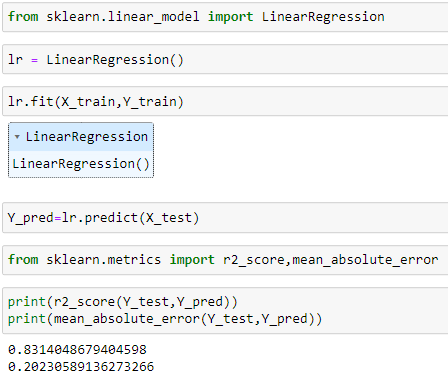 from sklearn.linear_model import LinearRegression
lr = LinearRegression()
lr.fit(X_train,Y_train)
▾ LinearRegression
LinearRegression()
Y_pred=lr.predict(X_test)
from sklearn.metrics import r2_score,mean_absolute_error
print(r2_score(Y_test,Y_pred))
print(mean_absolute_error(Y_test,Y_pred))
0.8314048679404598
0.20230589136273266